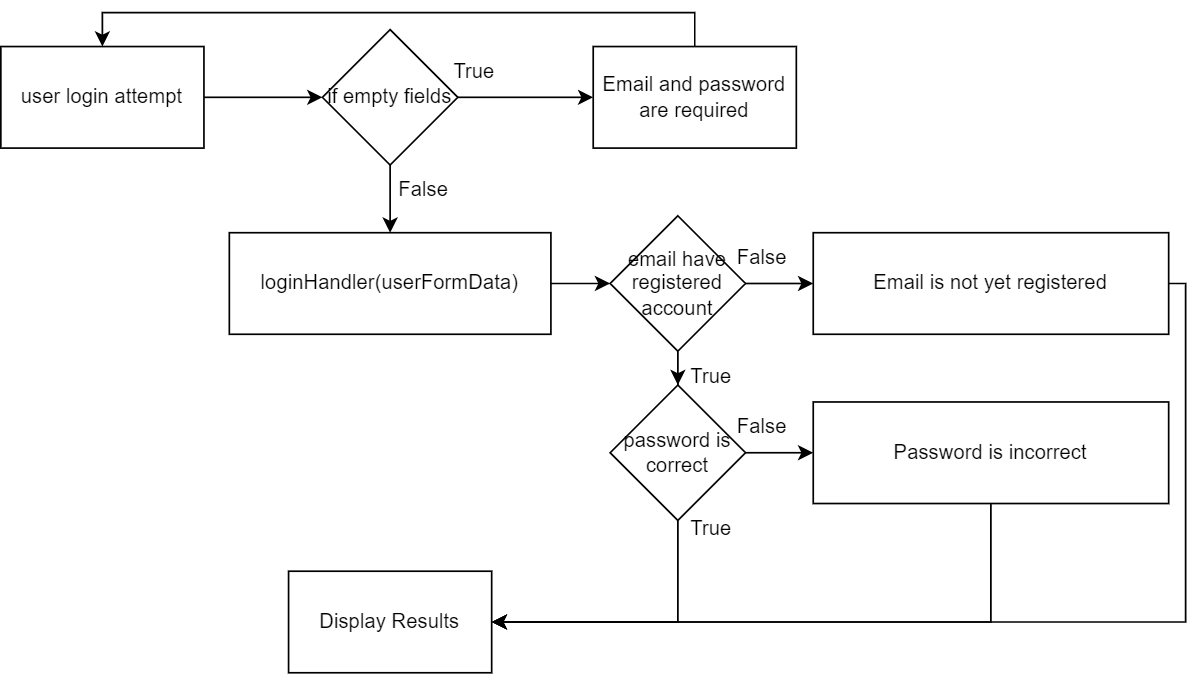 user login attempt
if empty fields
True
Email and password
are required
False
loginHandler(userFormData)
email have
registered
account
False
Email is not yet registered
True
password is
correct
False
Password is incorrect
True
Display Results